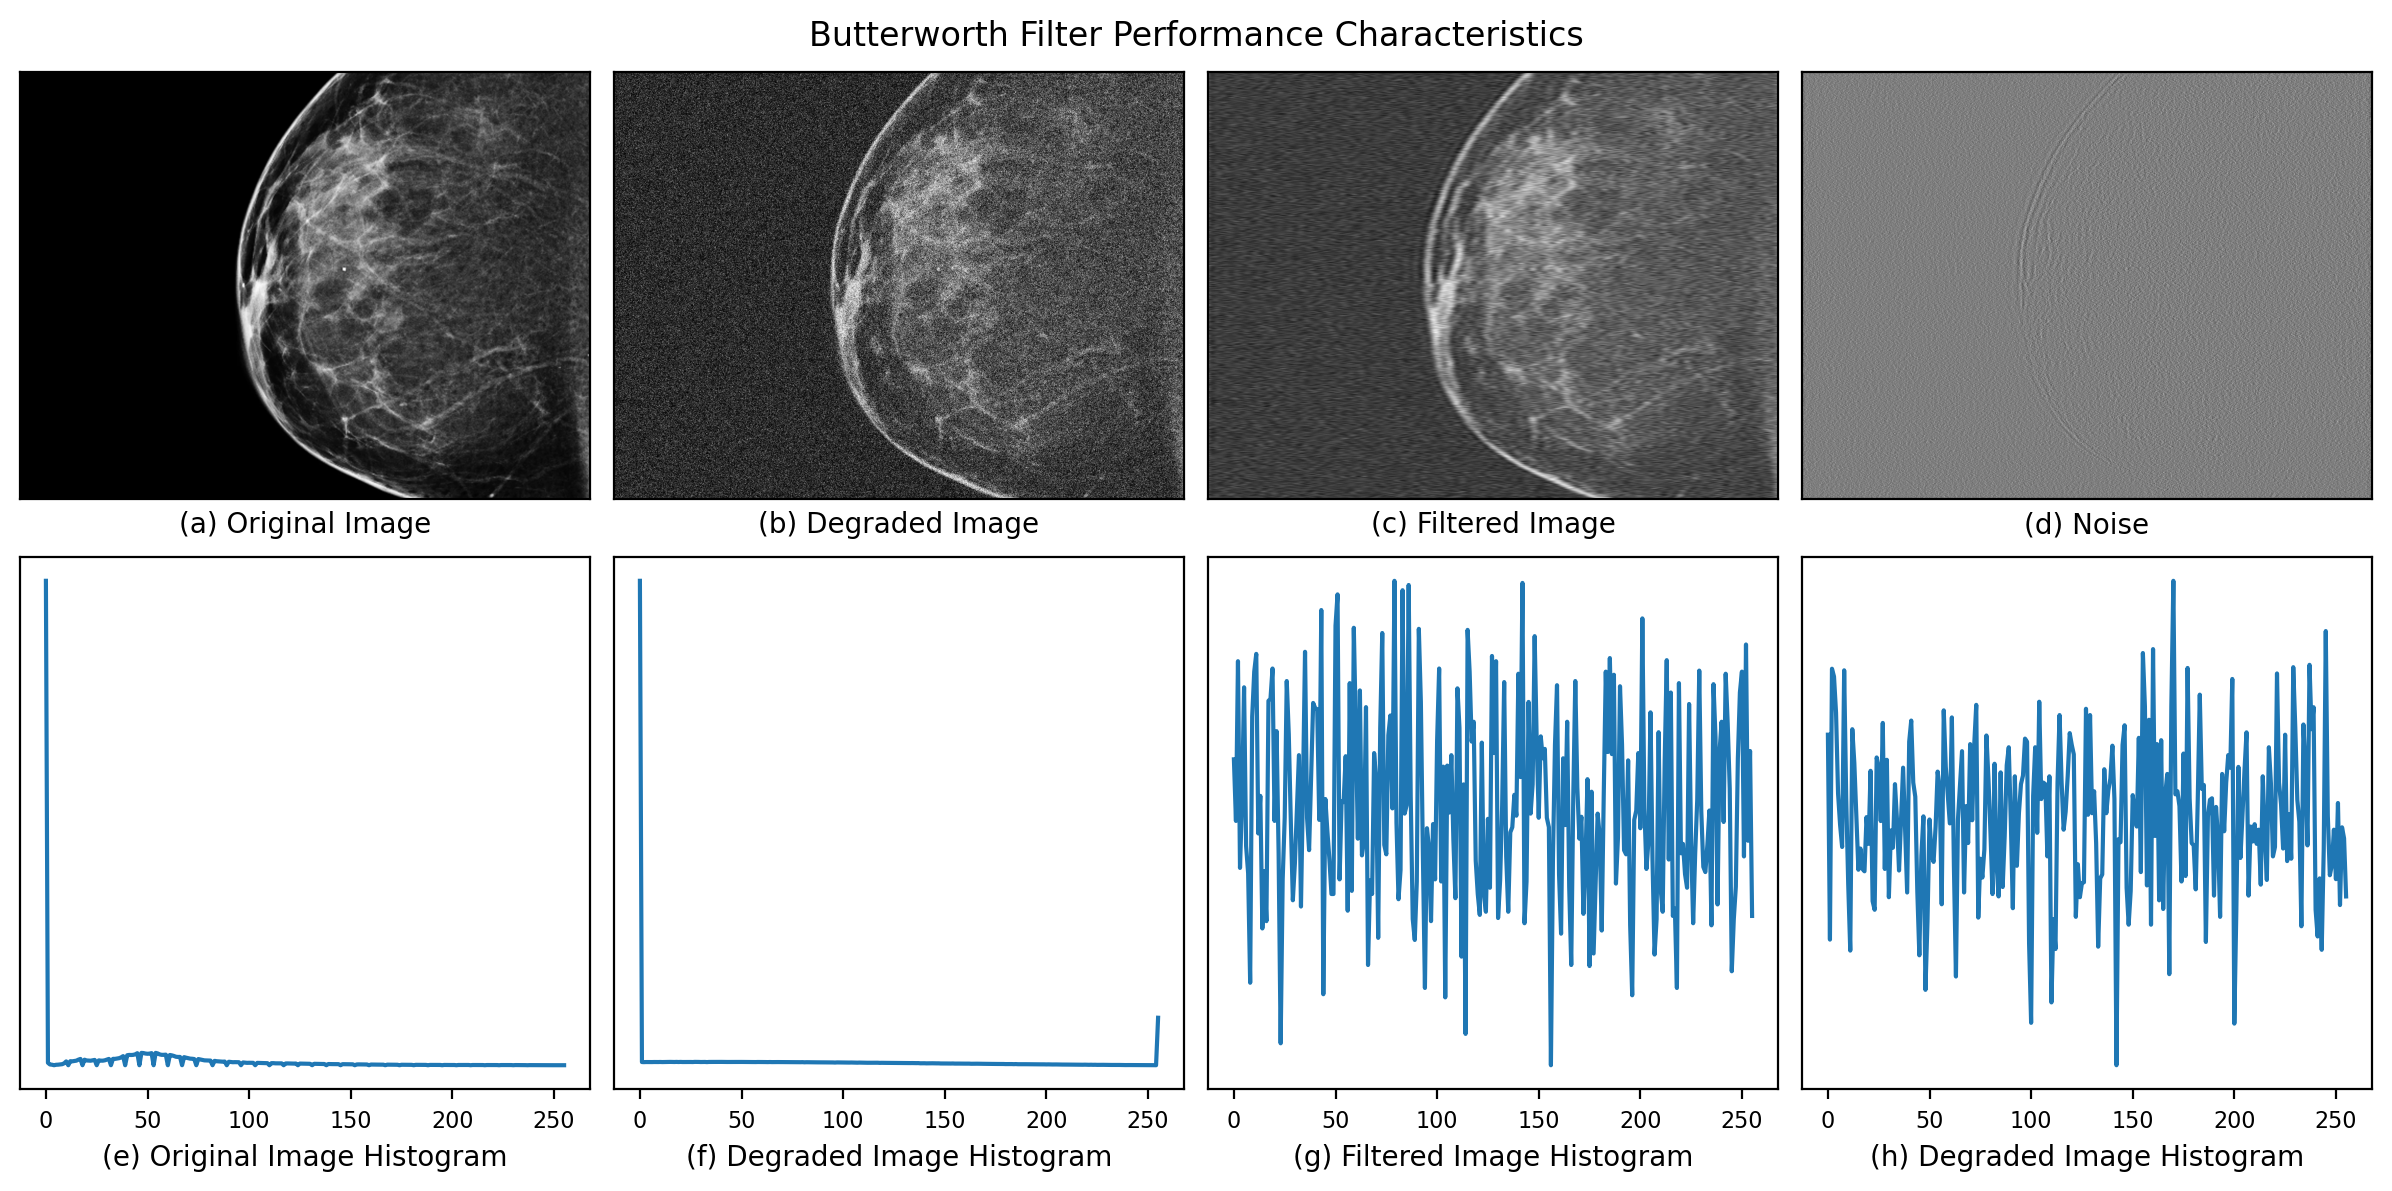 Butterworth Filter Performance Characteristics
(a) Original Image
(b) Degraded Image
(c) Filtered Image
(d) Noise
0 50 100 150 200 250
(e) Original Image Histogram
0 50 100 150 200 250
(f) Degraded Image Histogram
0 50 100 150 200 250
(g) Filtered Image Histogram
0 50 100 150 200 250
(h) Degraded Image Histogram